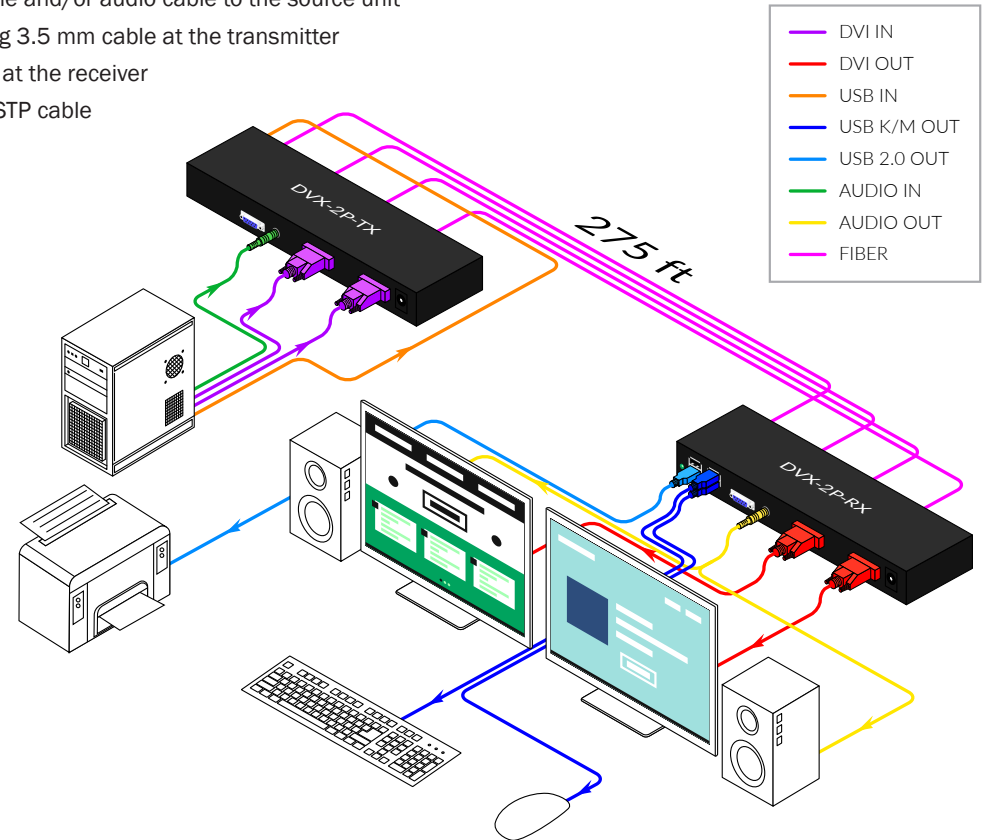 and/or audio cable to the source unit
3.5 mm cable at the transmitter
at the receiver
STP cable
DVI IN
DVI OUT
USB IN
USB K/M OUT
USB 2.0 OUT
AUDIO IN
AUDIO OUT
FIBER
DVX-2P-TX
275 ft
DVX-2P-RX